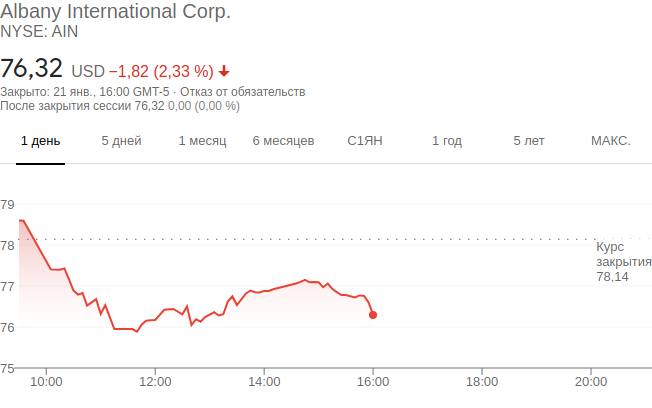 Albany International Corp.
NYSE: AIN
76,32 USD −1,82 (2,33 %)
Закрыто: 21 янв., 16:00 GMT-5 · Отказ от обязательств
После закрытия сессии 76,32 0,00 (0,00 %)
1 день 5 дней 1 месяц 6 месяцев С1ЯН 1 год 5 лет МАКС.
79
78
Курс
закрытия
78,14
77
76
75
10:00 12:00 14:00 16:00 18:00 20:00